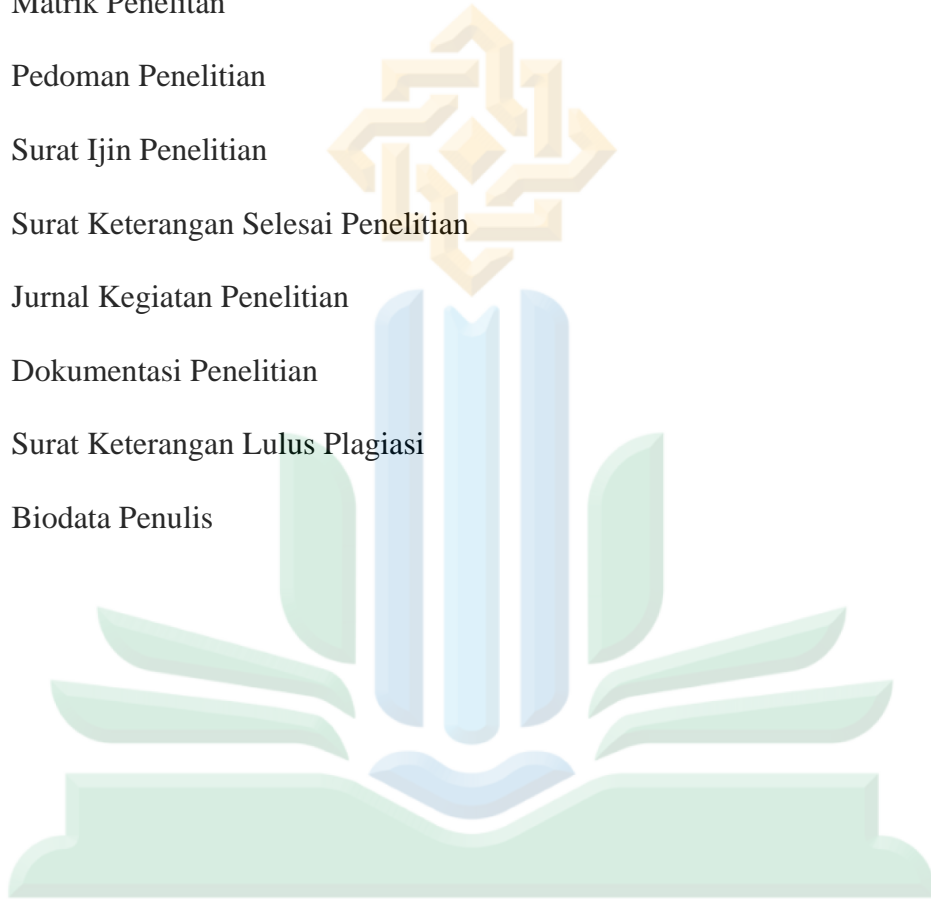 Matrik Penelitan
Pedoman Penelitian
Surat Ijin Penelitian
Surat Keterangan Selesai Penelitian
Jurnal Kegiatan Penelitian
Dokumentasi Penelitian
Surat Keterangan Lulus Plagiasi
Biodata Penulis